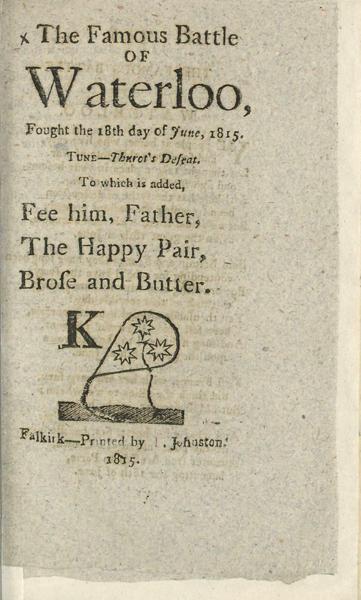 x The Famous Battle
OF
Waterloo,
Fought the 18th day of June, 1815.
TUNE—Thurot's Defeat.
To which is added,
Fee him, Father,
The Happy Pair,
Brose and Butter.
K
Falkirk—Printed by T. Johnston.
1815.